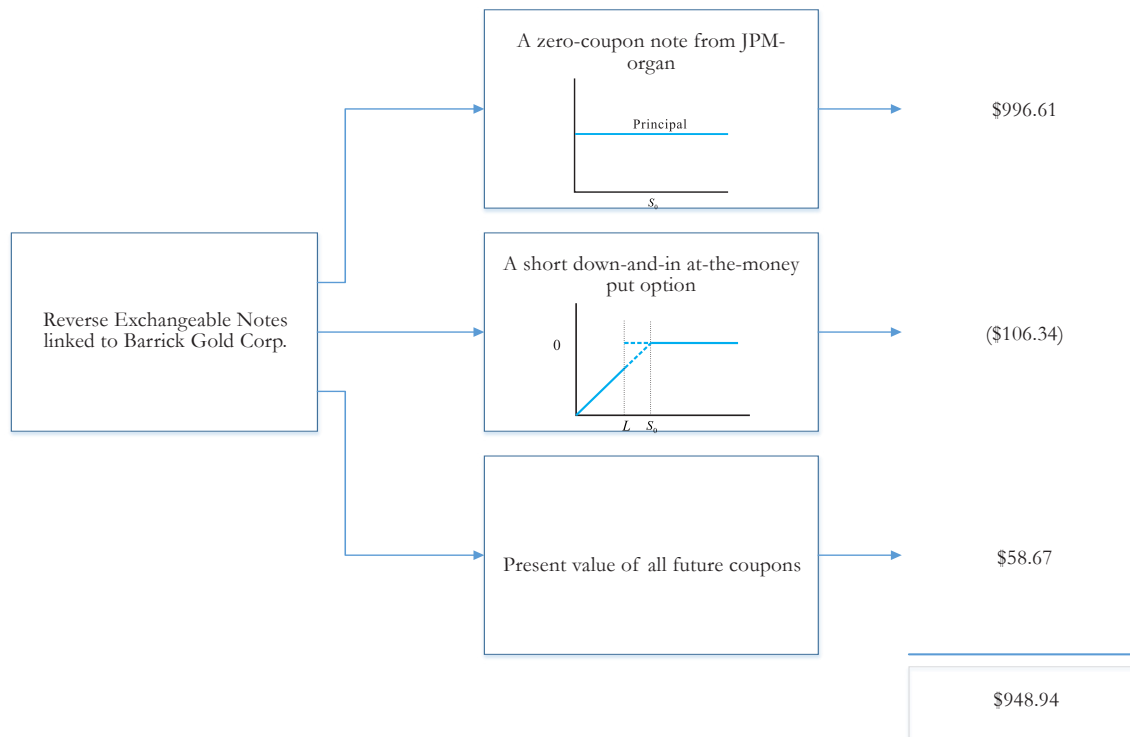 A zero-coupon note from JPM-
organ
Principal
S₀
$996.61
Reverse Exchangeable Notes
linked to Barrick Gold Corp.
A short down-and-in at-the-money
put option
0
L S₀
($106.34)
Present value of all future coupons
$58.67
$948.94